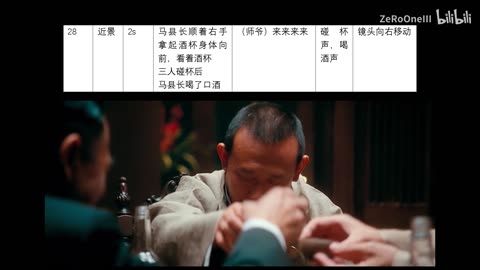 ZeRoOneIII bilibili
28 近景 2s 马县长顺着右手 （师爷）来来来来 碰杯 镜头向右移动
拿起酒杯身体向 声，喝
前，看着酒杯 酒声
三人碰杯后
马县长喝了口酒